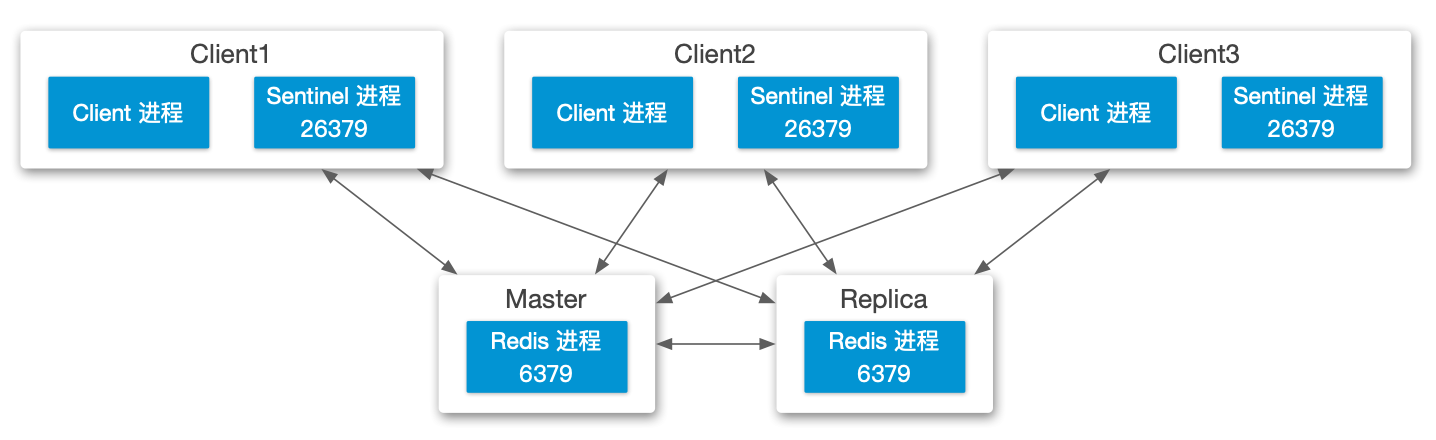 Client1
Client 进程
Sentinel 进程
26379
Client2
Client 进程
Sentinel 进程
26379
Client3
Client 进程
Sentinel 进程
26379
Master
Redis 进程
6379
Replica
Redis 进程
6379